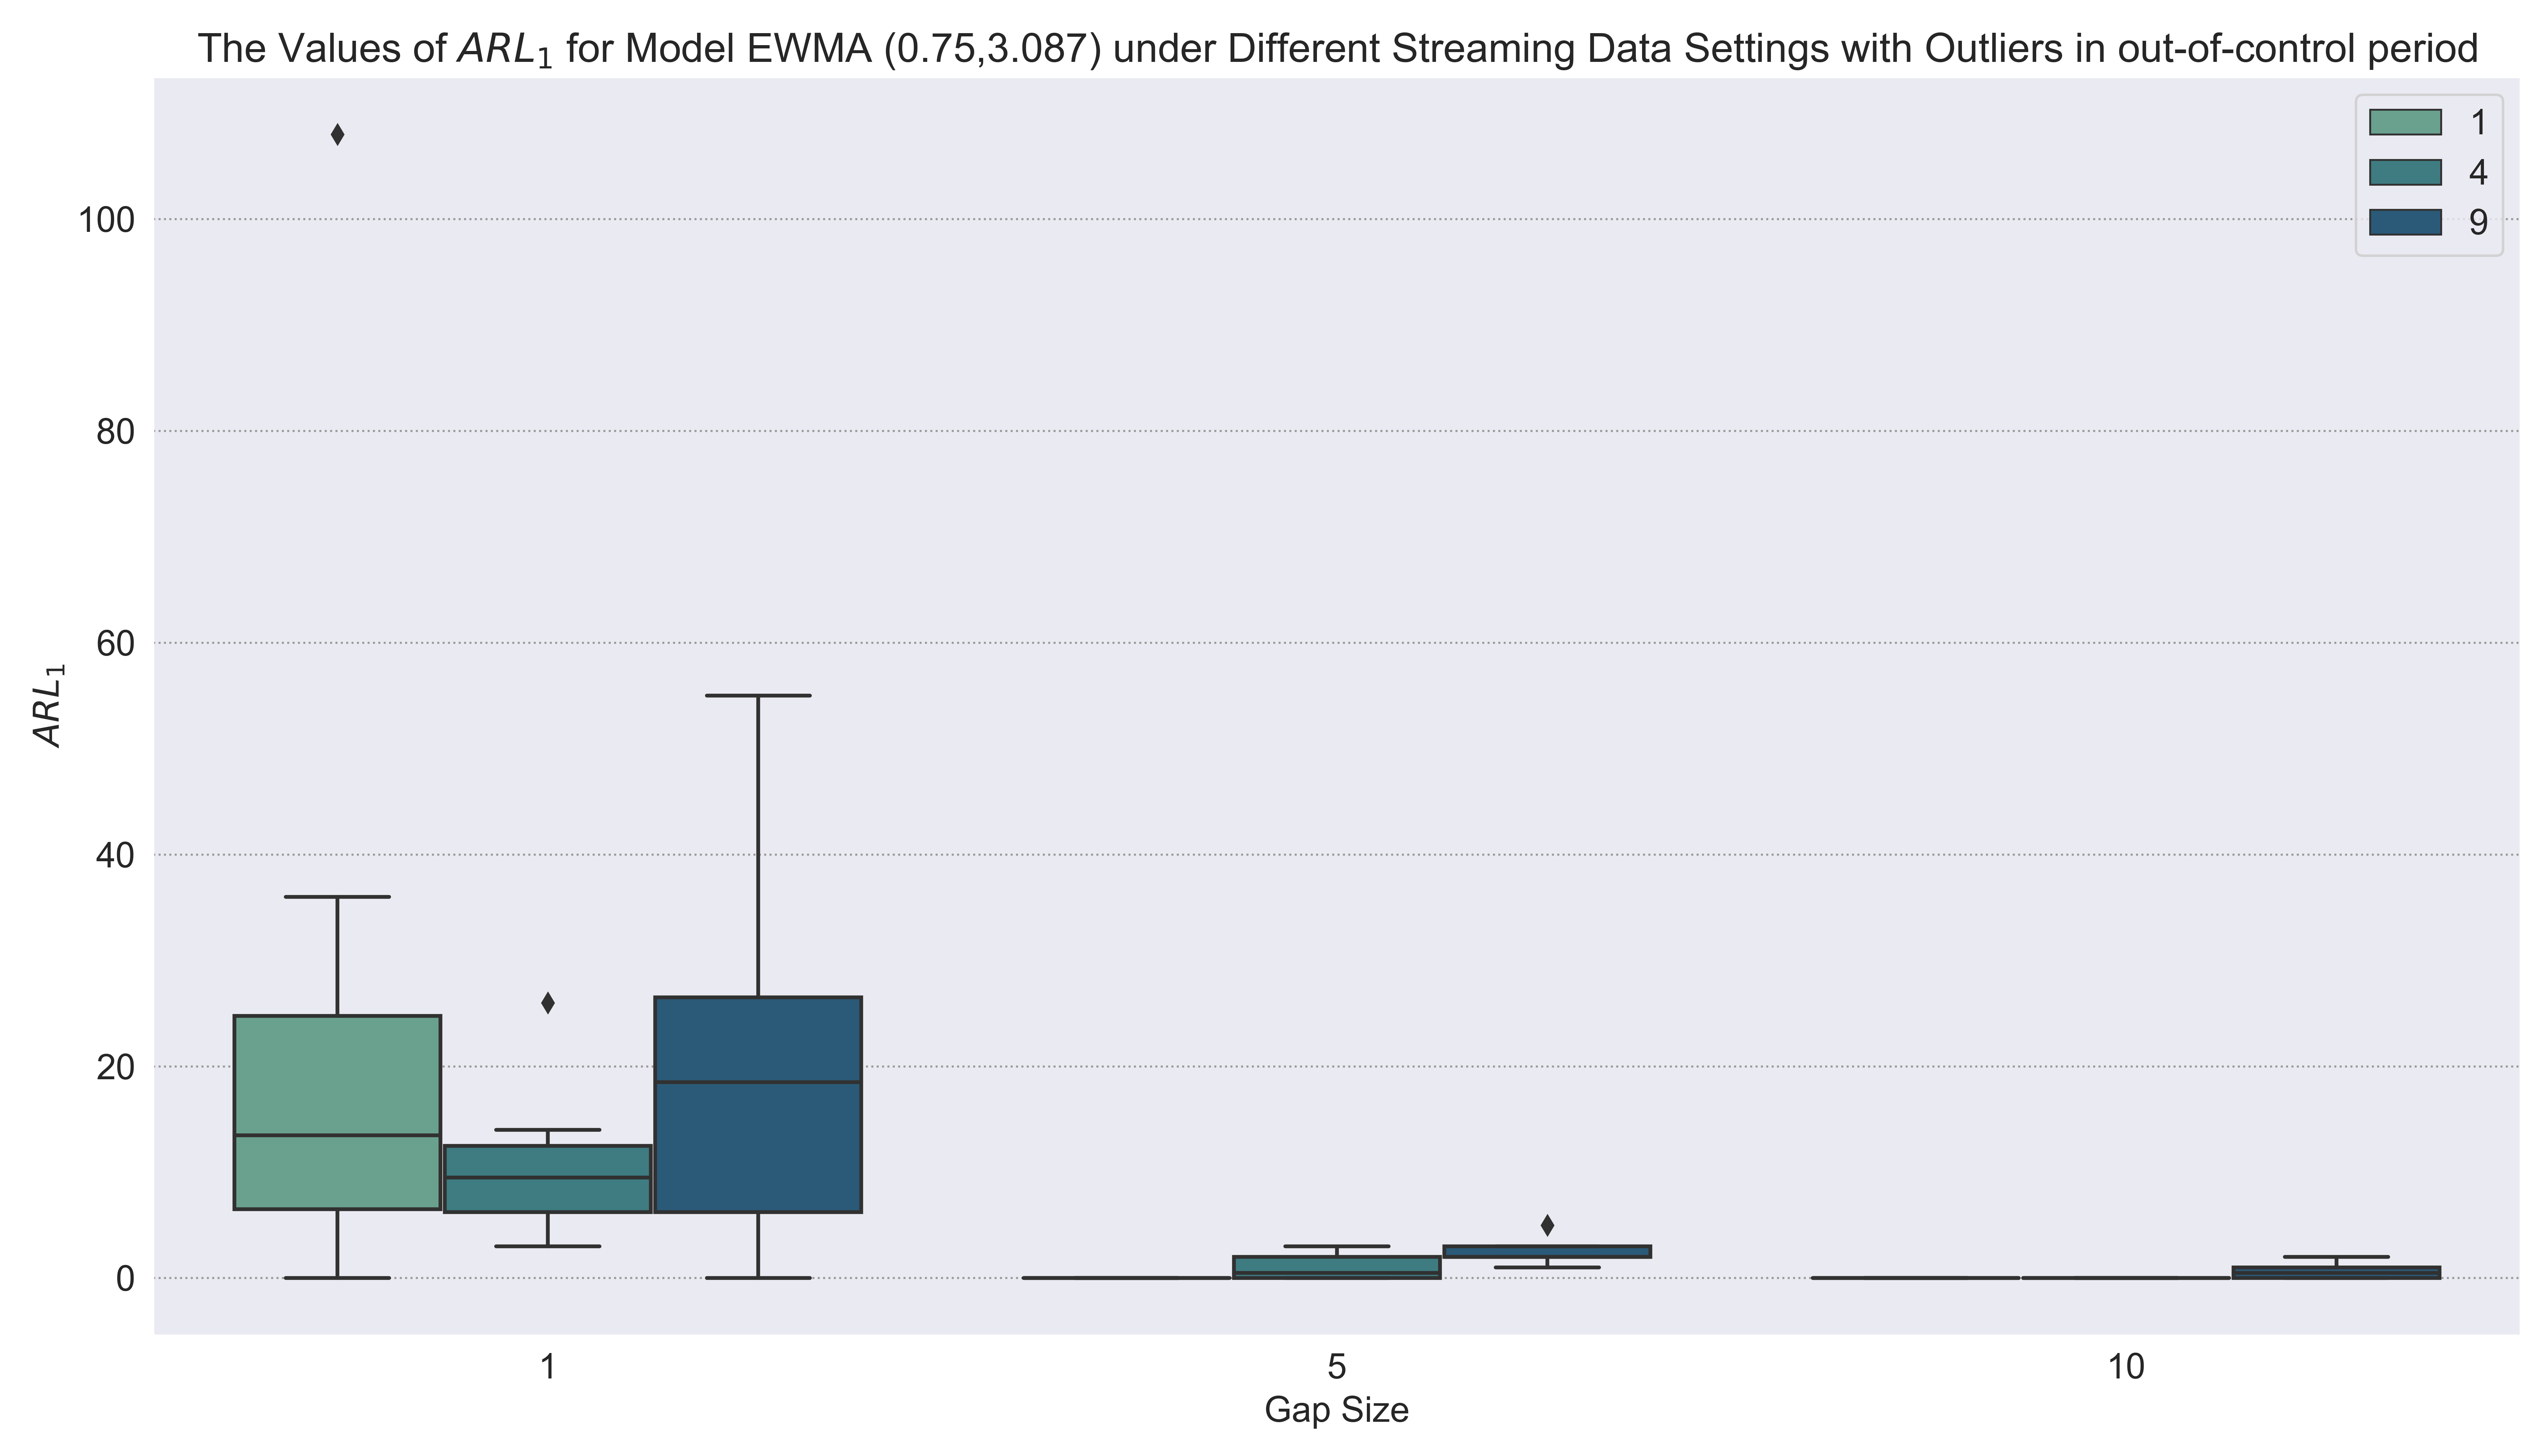 The Values of ARL₁ for Model EWMA (0.75,3.087) under Different Streaming Data Settings with Outliers in out-of-control period
1
4
9
100
80
60
40
20
0
ARL₁
1 5 10
Gap Size